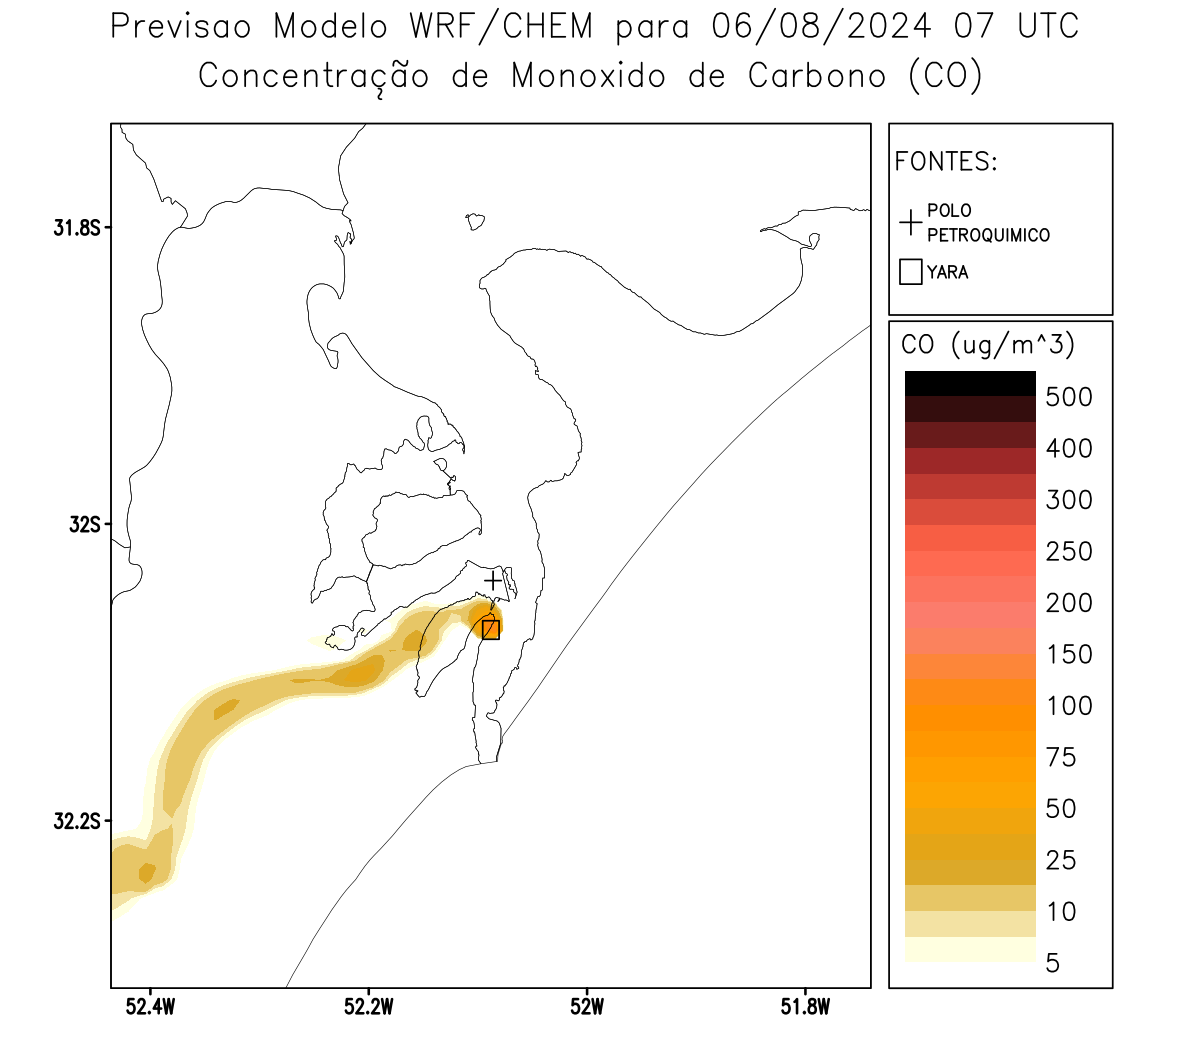 Previsao Modelo WRF/CHEM para 06/08/2024 07 UTC
Concentração de Monoxido de Carbono (CO)
FONTES:
POLO
PETROQUIMICO
YARA
CO (ug/m^3)
500
400
300
250
200
150
100
75
50
25
10
5
31.8S
32S
32.2S
52.4W
52.2W
52W
51.8W